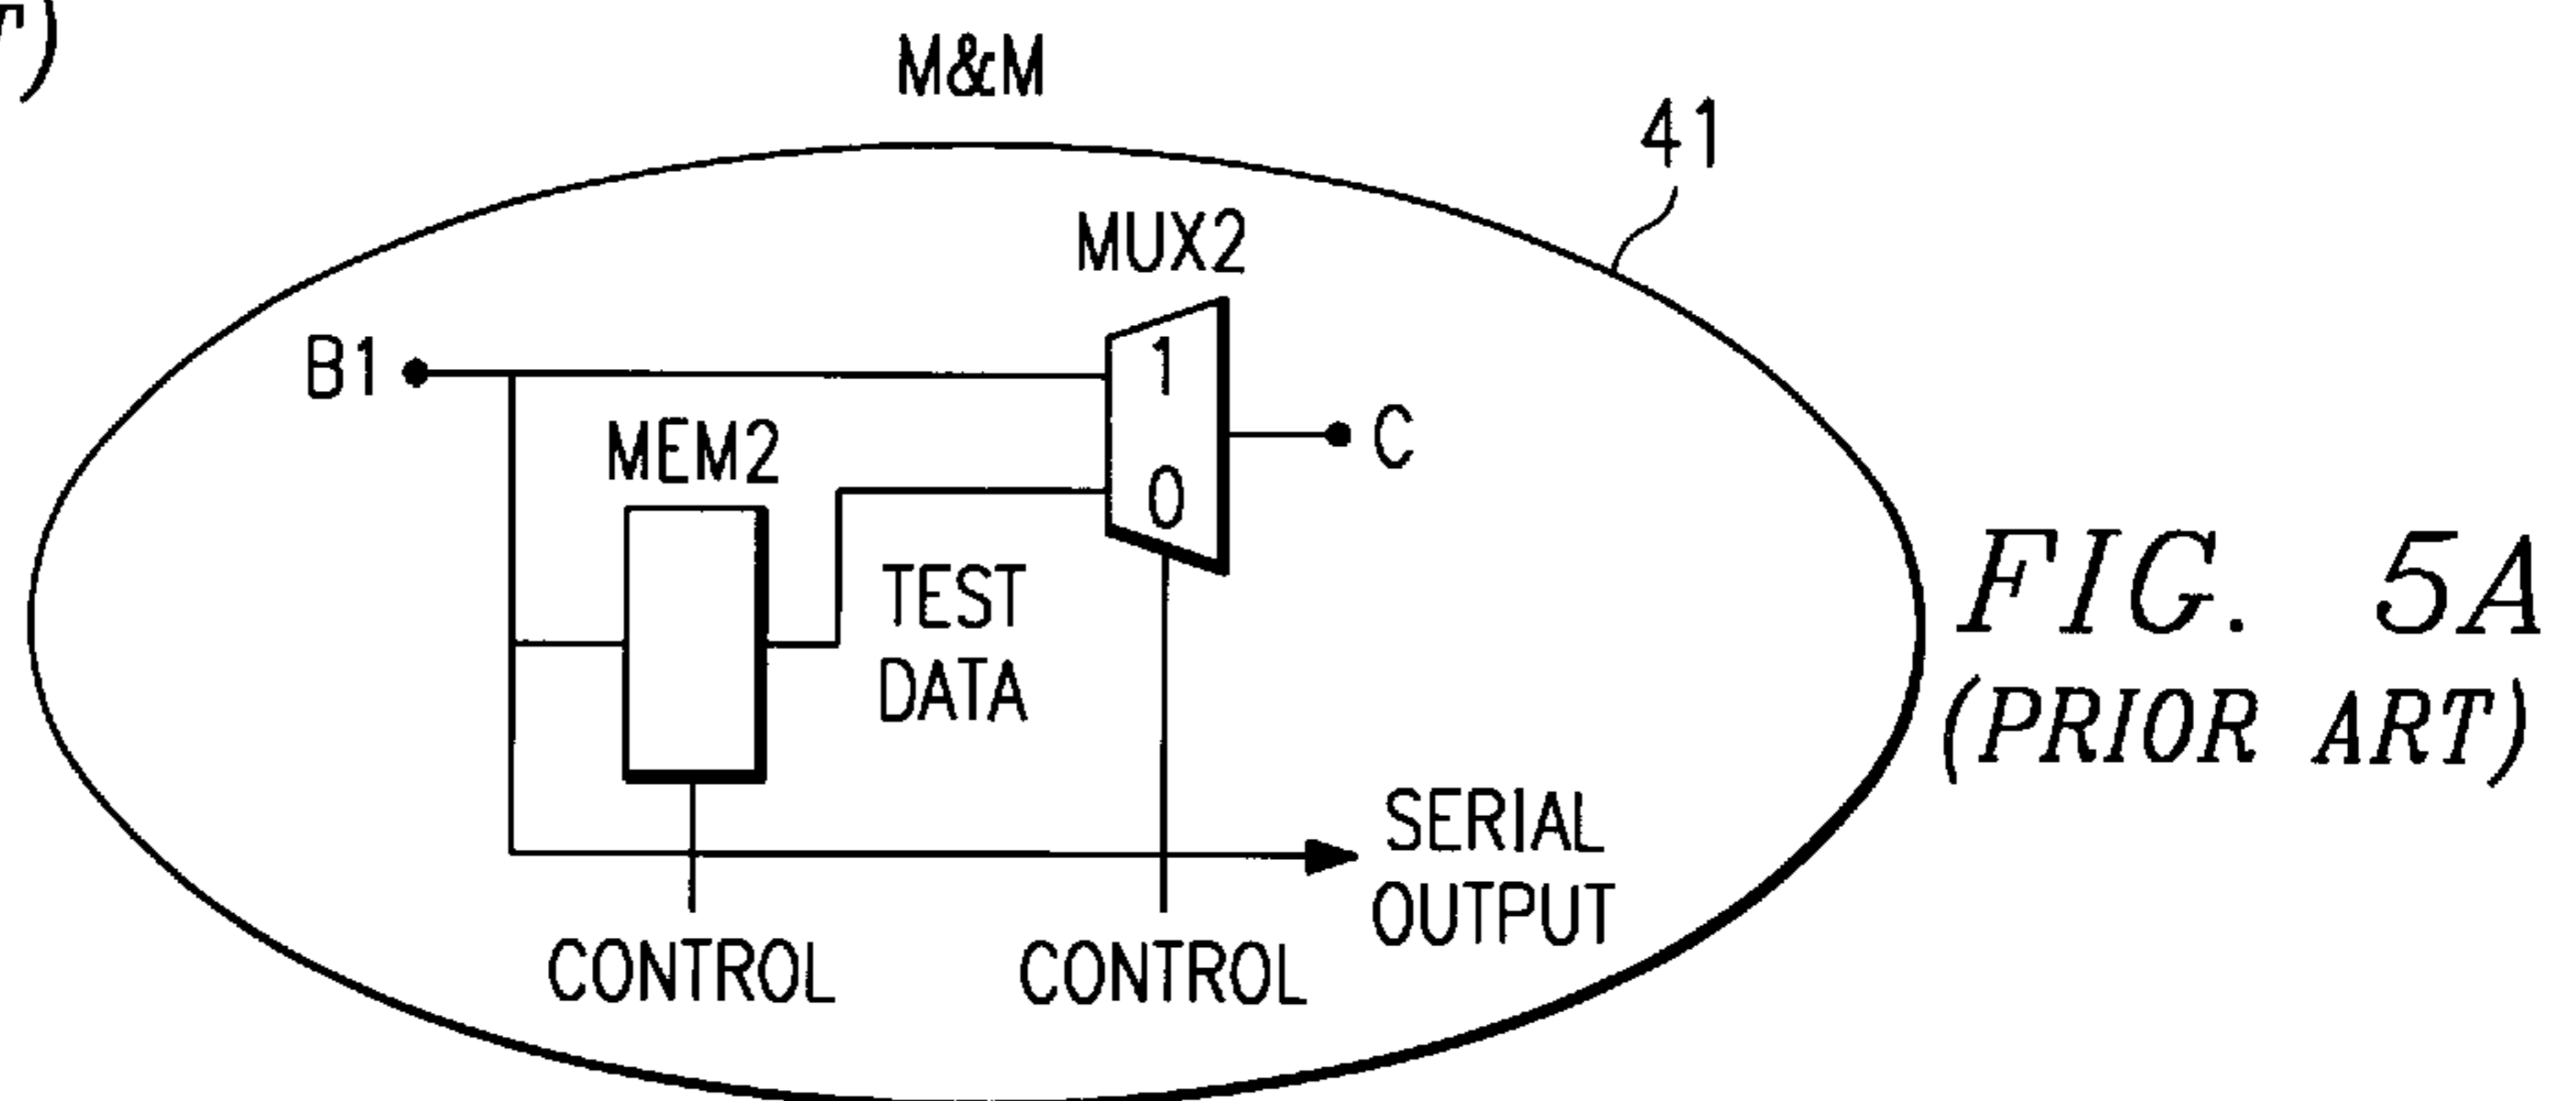 M&M
41
MUX2
B1
1
MEM2
C
0
TEST
DATA
FIG. 5A
(PRIOR ART)
SERIAL
OUTPUT
CONTROL
CONTROL